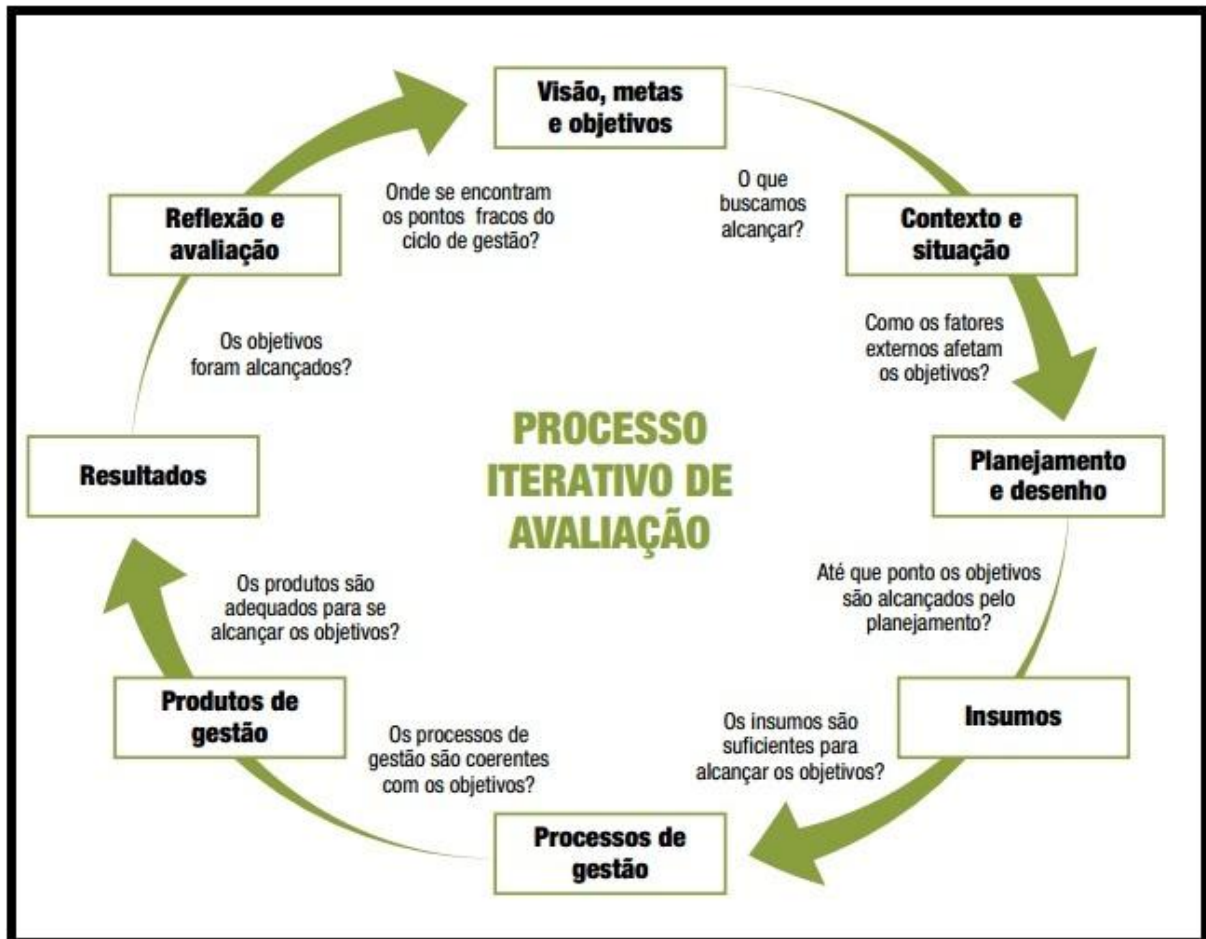 Visão, metas
e objetivos
O que
buscamos
alcançar?
Contexto e
situação
Como os fatores
externos afetam
os objetivos?
Planejamento
e desenho
Até que ponto os objetivos
são alcançados pelo
planejamento?
Insumos
Os insumos são
suficientes para
alcançar os objetivos?
Processos de
gestão
Os processos de
gestão são coerentes
com os objetivos?
Produtos de
gestão
Os produtos são
adequados para se
alcançar os objetivos?
Resultados
Os objetivos
foram alcançados?
Reflexão e
avaliação
Onde se encontram
os pontos fracos do
ciclo de gestão?
PROCESSO
ITERATIVO DE
AVALIAÇÃO